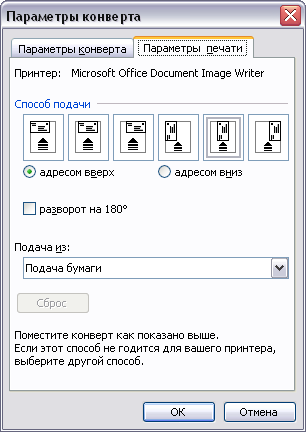 Параметры конверта
Параметры конверта
Параметры печати
Принтер: Microsoft Office Document Image Writer
Способ подачи
адресом вверх
адресом вниз
разворот на 180°
Подача из:
Подача бумаги
Сброс
Поместите конверт как показано выше.
Если этот способ не годится для вашего принтера,
выберите другой способ.
ОК
Отмена